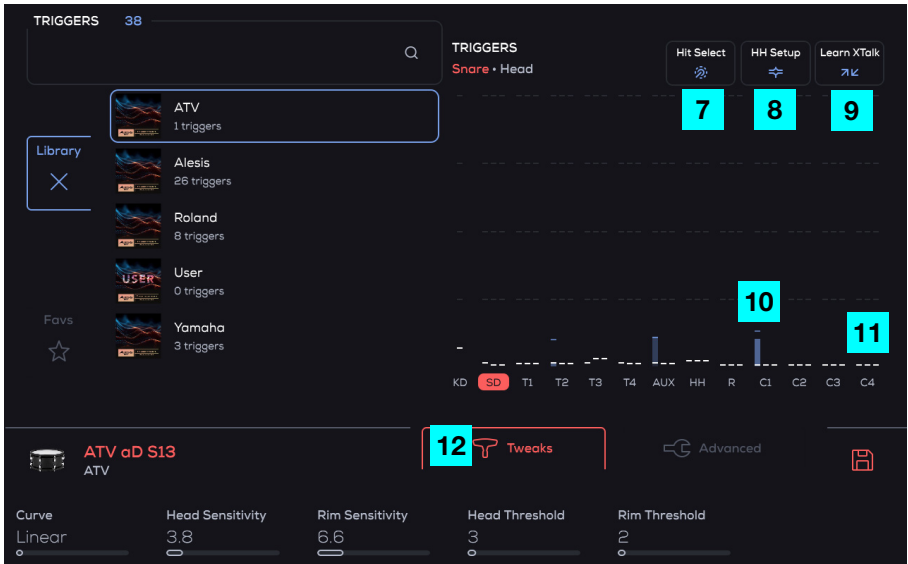 TRIGGERS 38
TRIGGERS
Snare • Head
Hit Select
HH Setup
Learn XTalk
7
8
9
Library
ATV
1 triggers
Alesis
26 triggers
Roland
8 triggers
USER
User
0 triggers
Favs
Yamaha
3 triggers
10
11
KD SD T1 T2 T3 T4 AUX HH R C1 C2 C3 C4
ATV aD S13
ATV
12
Tweaks
Advanced
Curve Head Sensitivity Rim Sensitivity Head Threshold Rim Threshold
Linear 3.8 6.6 3 2